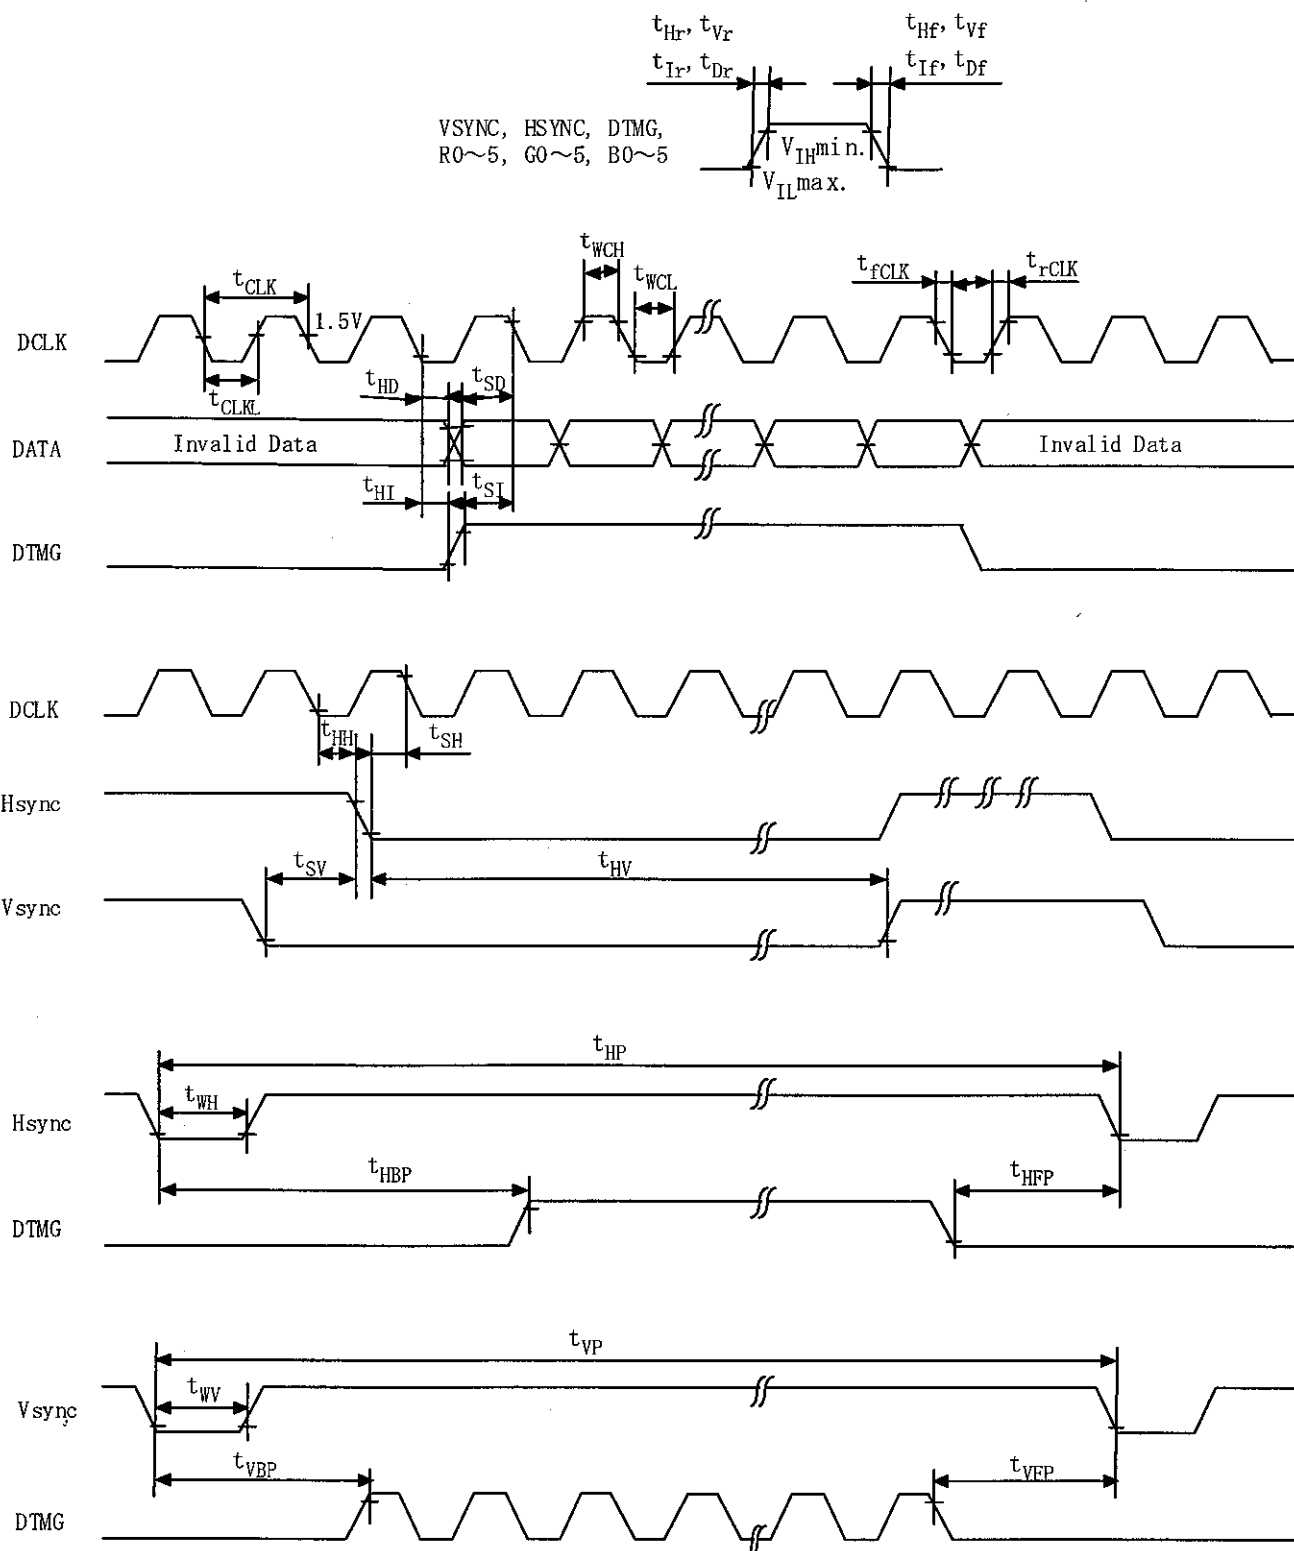 tHr, tVr
tIr, tDr
tHf, tVf
tIf, tDf
VSYNC, HSYNC, DTMG,
R0～5, G0～5, B0～5
VIHmin.
VILmax.
tWCH
tWCL
tCLK
tfCLK
trCLK
1.5V
DCLK
tCLKL
tHD
tSD
DATA
Invalid Data
Invalid Data
tHI
tSI
DTMG
DCLK
tHH
tSH
Hsync
tSV
tHV
Vsync
tHP
tWH
Hsync
tHBP
tHFP
DTMG
tVP
tWV
Vsync
tVBP
tVFP
DTMG